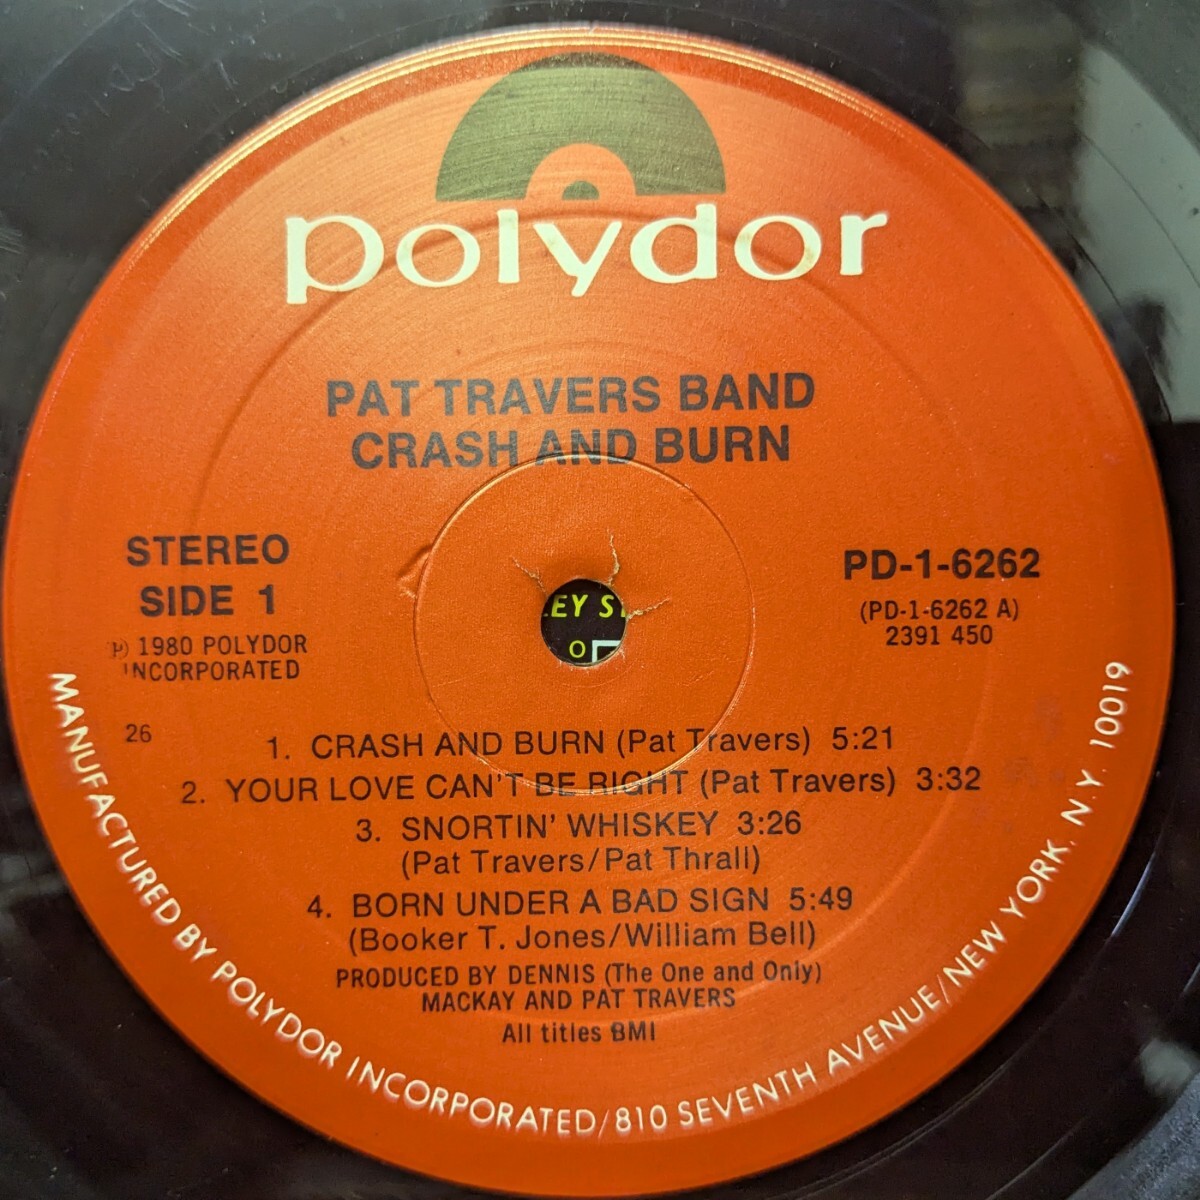 polydor
PAT TRAVERS BAND
CRASH AND BURN
STEREO
SIDE 1
℗ 1980 POLYDOR
INCORPORATED
PD-1-6262
(PD-1-6262 A)
2391 450
26
1. CRASH AND BURN (Pat Travers) 5:21
2. YOUR LOVE CAN'T BE RIGHT (Pat Travers) 3:32
3. SNORTIN' WHISKEY 3:26
(Pat Travers/Pat Thrall)
4. BORN UNDER A BAD SIGN 5:49
(Booker T. Jones/William Bell)
PRODUCED BY DENNIS (The One and Only)
MACKAY AND PAT TRAVERS
All titles BMI
MANUFACTURED BY POLYDOR INCORPORATED/810 SEVENTH AVENUE/NEW YORK, N.Y. 10019